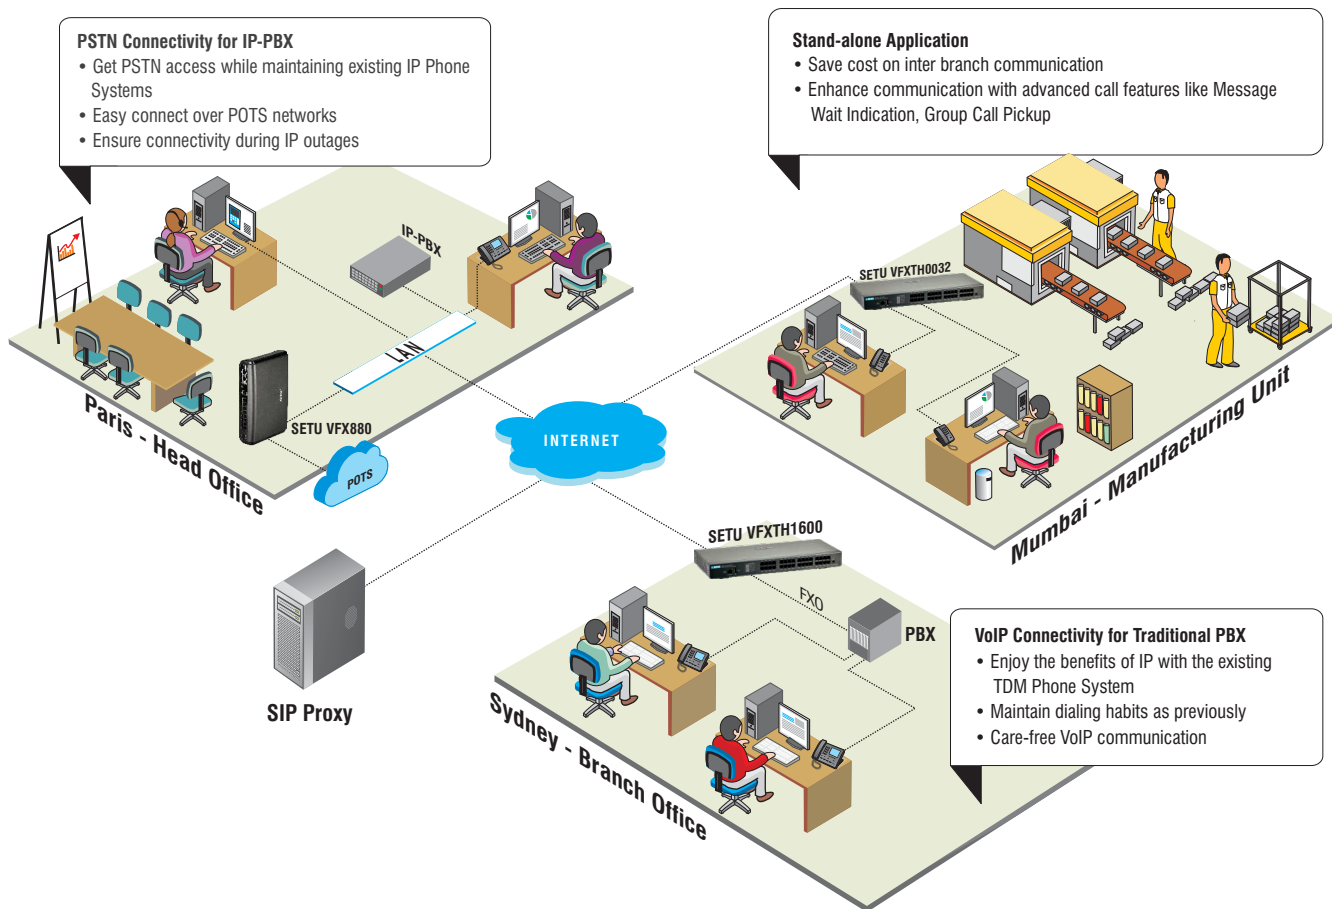 PSTN Connectivity for IP-PBX
• Get PSTN access while maintaining existing IP Phone
Systems
• Easy connect over POTS networks
• Ensure connectivity during IP outages
Stand-alone Application
• Save cost on inter branch communication
• Enhance communication with advanced call features like Message
Wait Indication, Group Call Pickup
IP-PBX
LAN
SETU VFX880
POTS
Paris - Head Office
SETU VFXTH0032
Mumbai - Manufacturing Unit
INTERNET
SIP Proxy
SETU VFXTH1600
FXO
PBX
Sydney - Branch Office
VoIP Connectivity for Traditional PBX
• Enjoy the benefits of IP with the existing
TDM Phone System
• Maintain dialing habits as previously
• Care-free VoIP communication